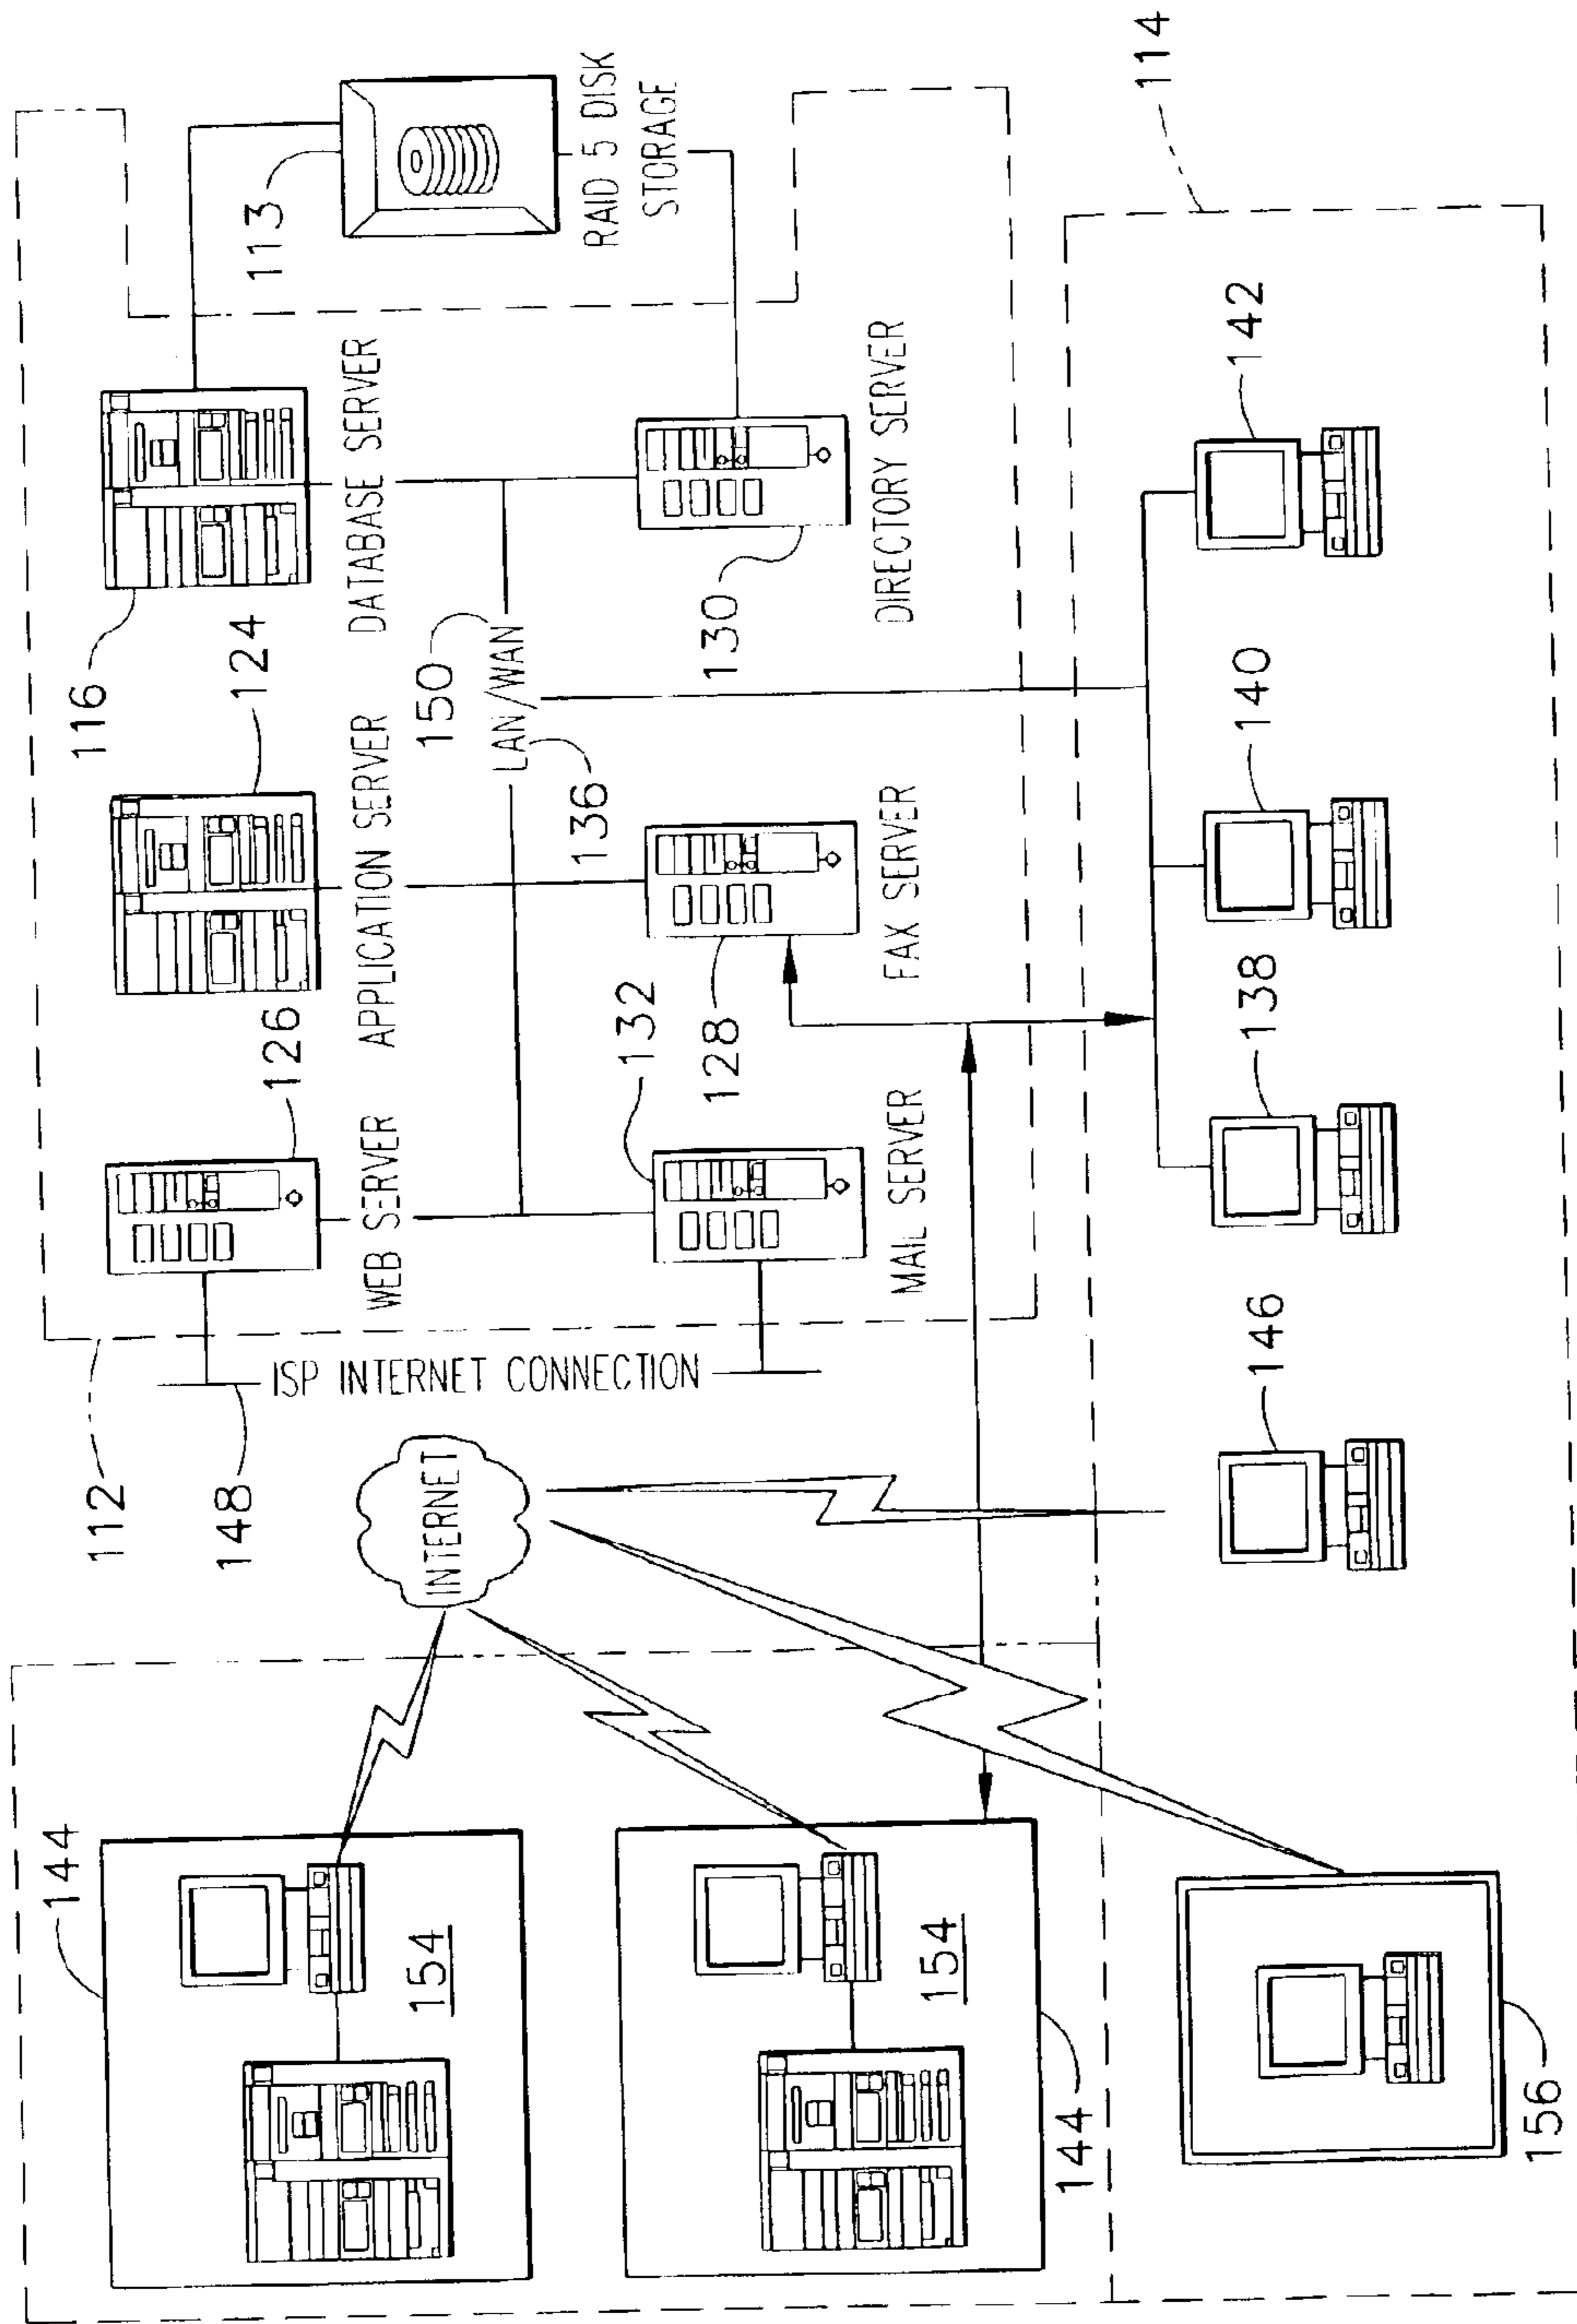 144
154
154
144
156
112
148
INTERNET
ISP INTERNET CONNECTION
146
126
WEB SERVER
132
MAIL SERVER
124
APPLICATION SERVER
128
FAX SERVER
116
DATABASE SERVER
150
LAN/WAN
136
130
DIRECTORY SERVER
113
RAID 5 DISK
STORAGE
138
140
142
114